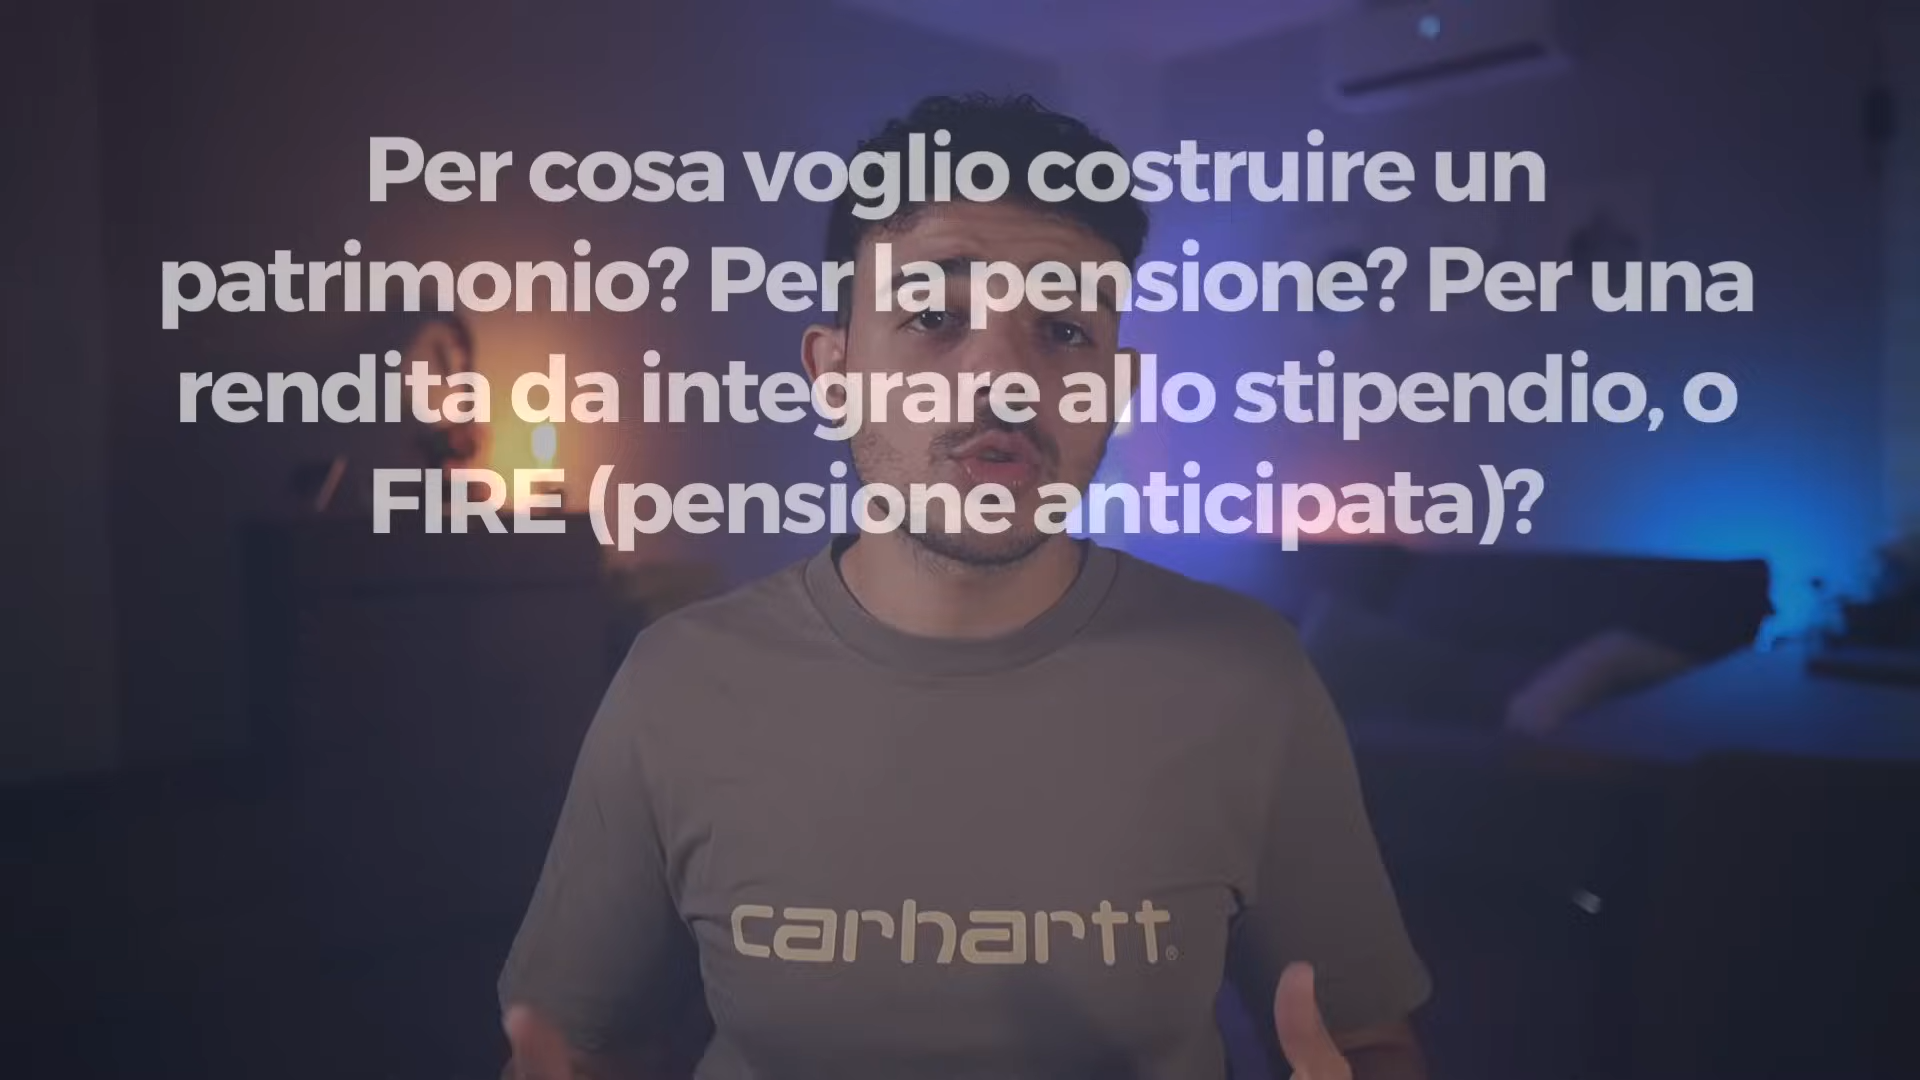 Per cosa voglio costruire un
patrimonio? Per la pensione? Per una
rendita da integrare allo stipendio, o
FIRE (pensione anticipata)?
carhartt®